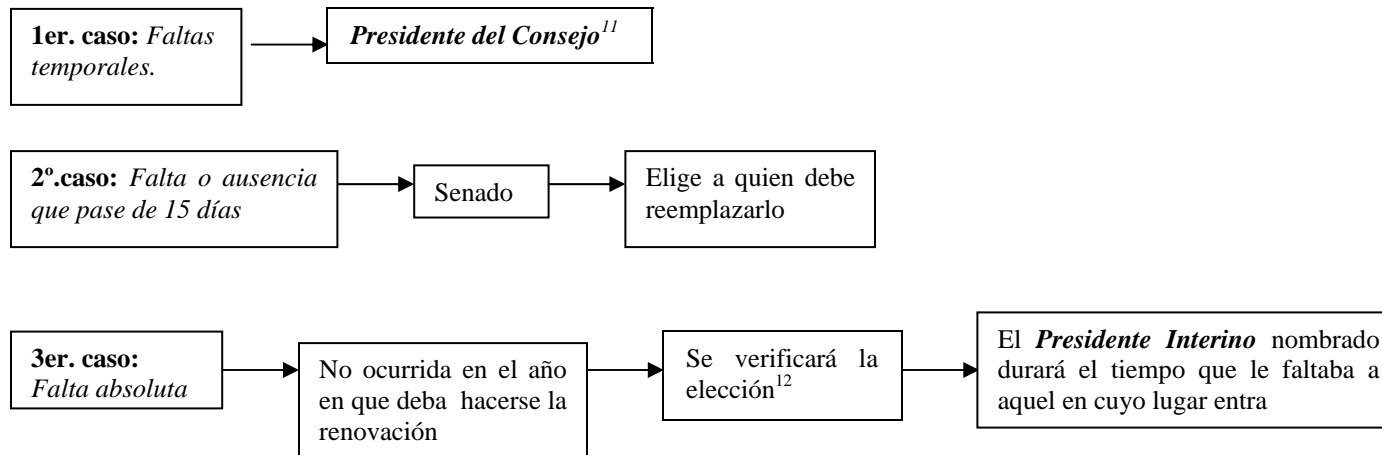 1er. caso: Faltas
temporales.
Presidente del Consejo11
2º.caso: Falta o ausencia
que pase de 15 días
Senado
Elige a quien debe
reemplazarlo
3er. caso:
Falta absoluta
No ocurrida en el año
en que deba hacerse la
renovación
Se verificará la
elección12
El Presidente Interino nombrado
durará el tiempo que le faltaba a
aquel en cuyo lugar entra